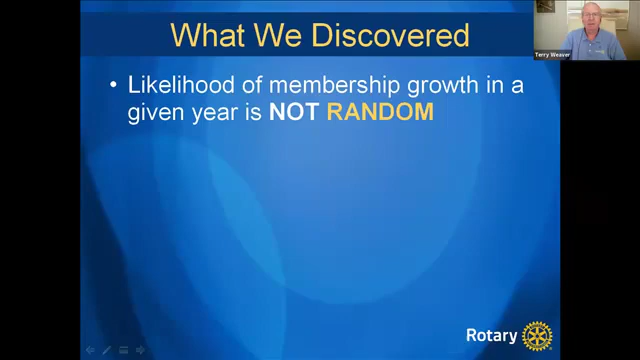 What We Discovered
• Likelihood of membership growth in a
given year is NOT RANDOM
Terry Weaver
Rotary